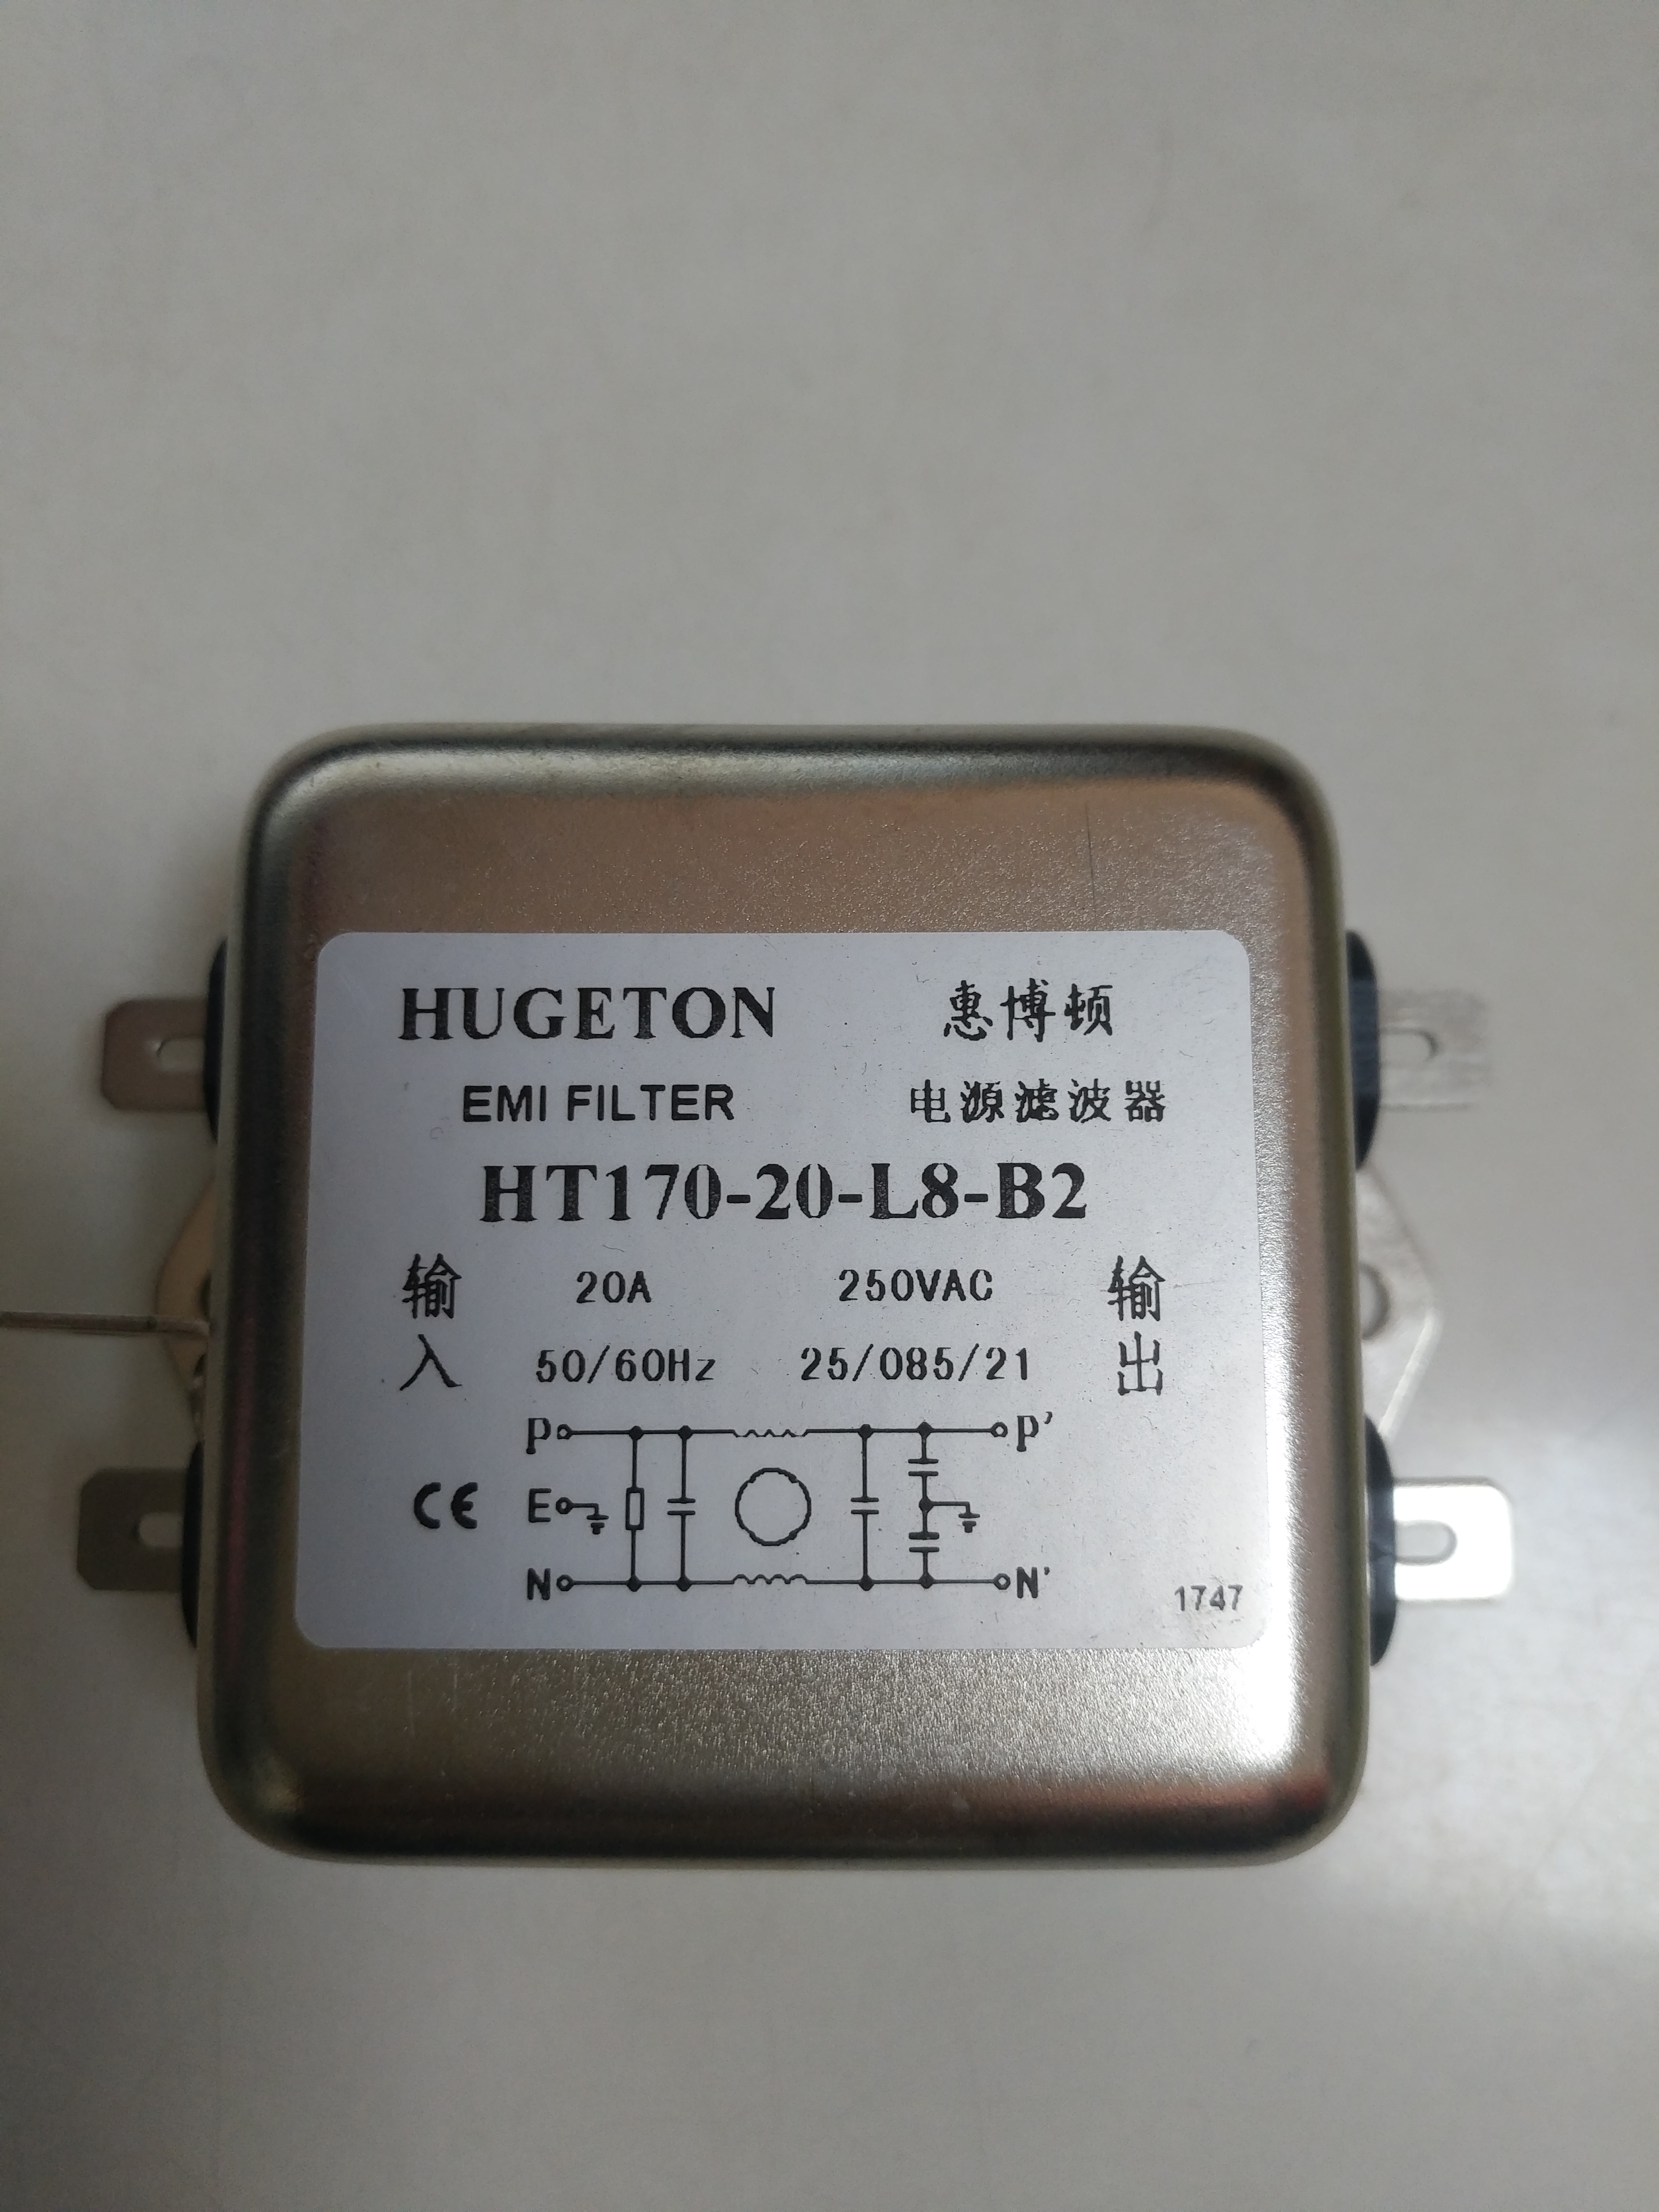 HUGETON 惠博顿
EMI FILTER 电源滤波器
HT170-20-L8-B2
输入 20A 250VAC 输出
50/60Hz 25/085/21
P P'
CE E
N N'
1747